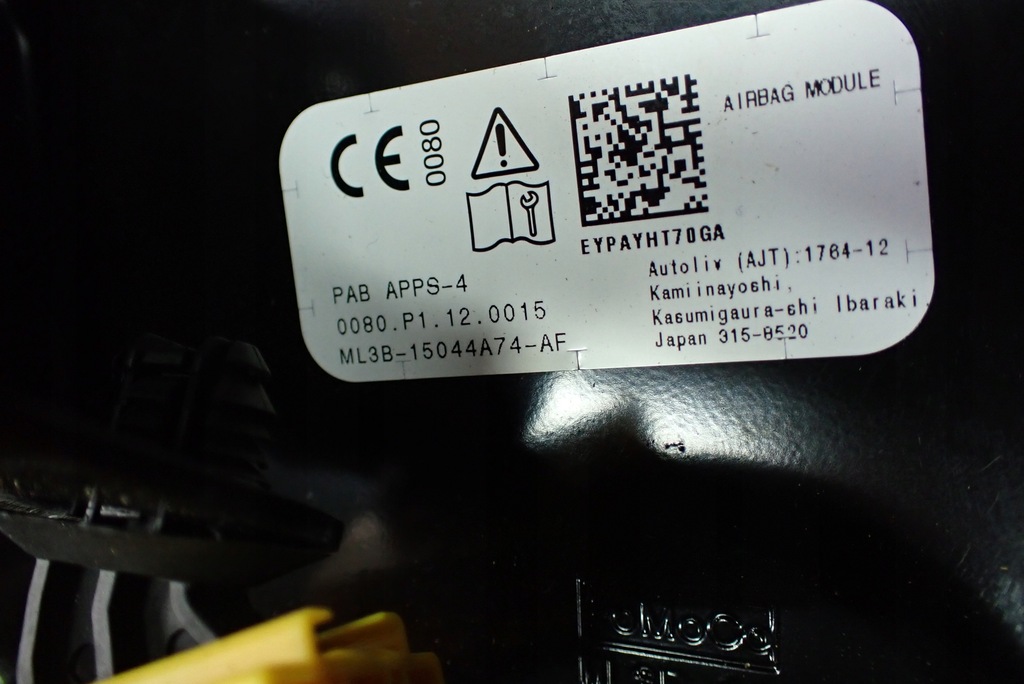 CE 0080
AIRBAG MODULE
EYPAYHT70GA
PAB APPS-4
0080.P1.12.0015
ML3B-15044A74-AF
Autoliv (AJT):1764-12
Kamiinayoshi,
Kasumigaura-shi Ibaraki,
Japan 315-8520